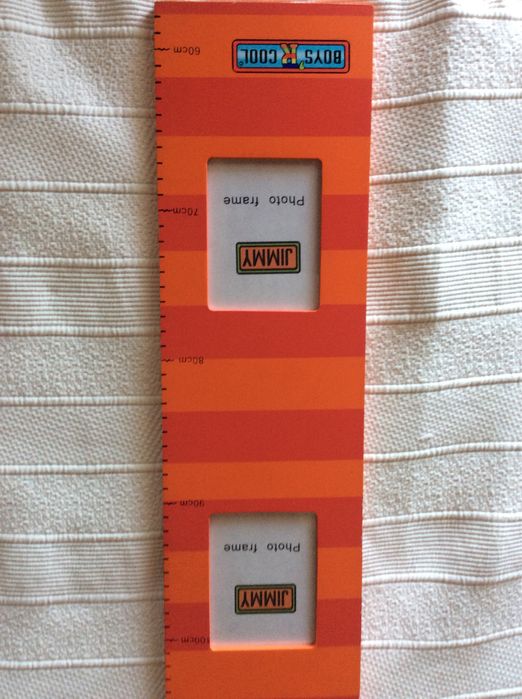 100cm
JIMMY
Photo frame
90cm
80cm
JIMMY
70cm
Photo frame
BOYS 'R COOL®
60cm